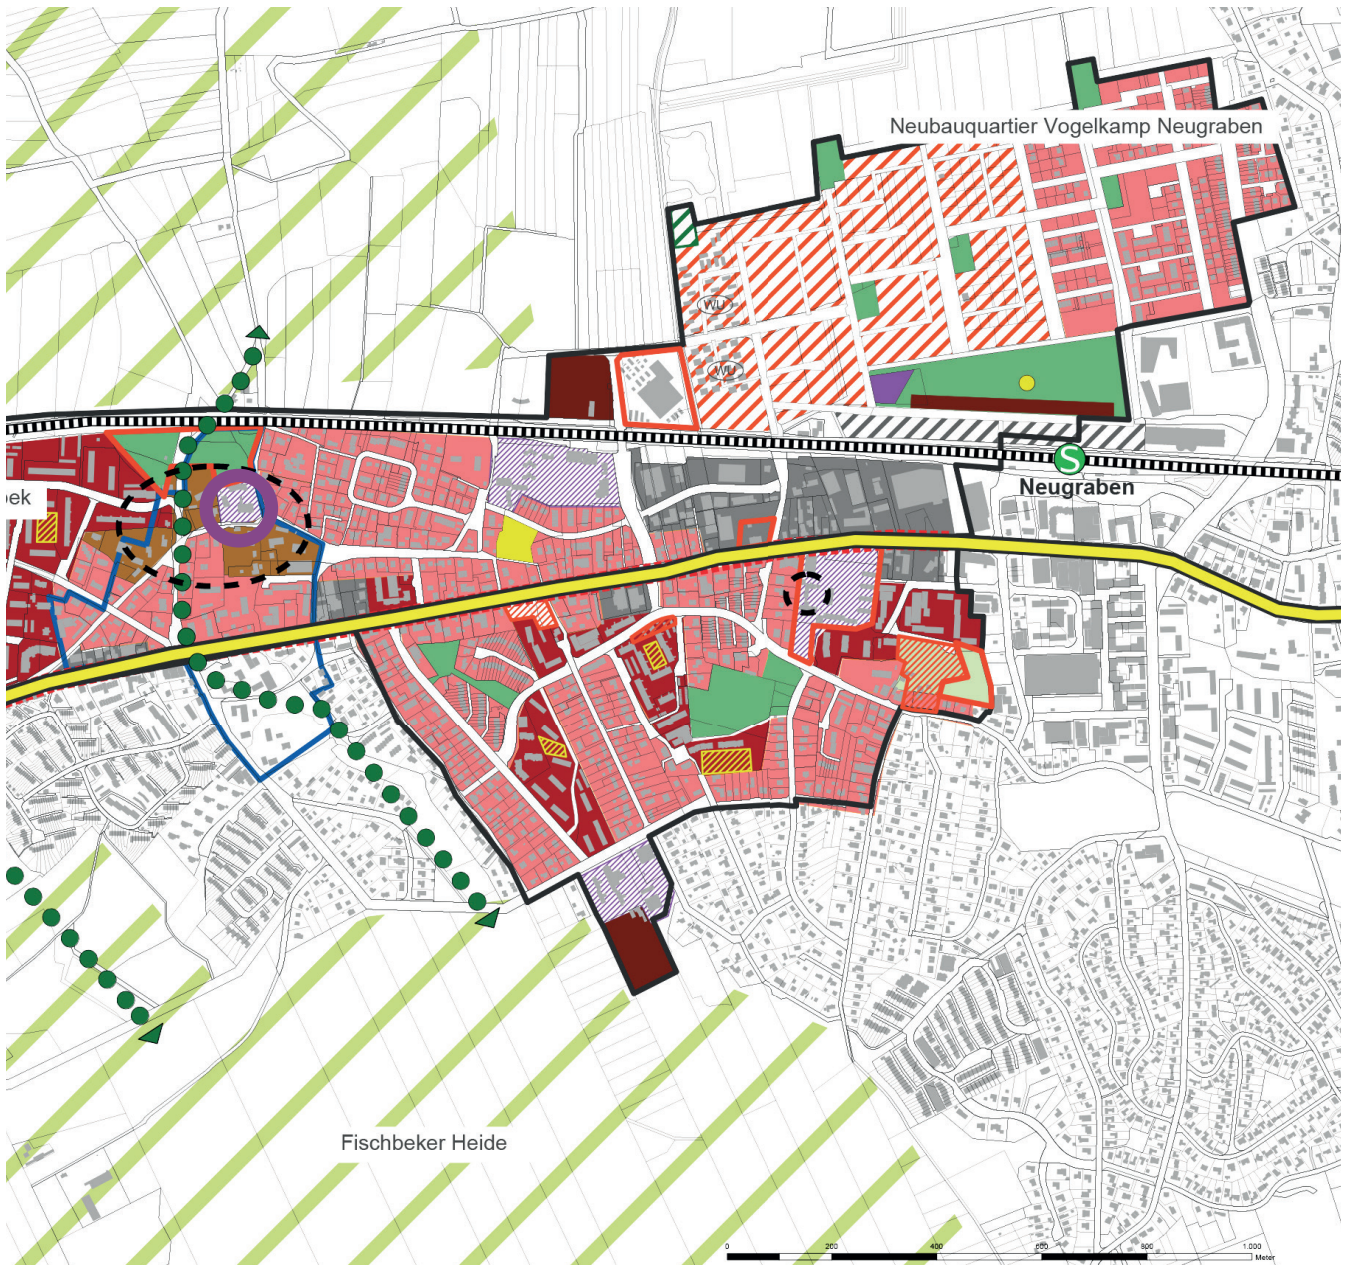 Neubauquartier Vogelkamp Neugraben
WU
WU
S
Neugraben
ek
Fischbeker Heide
0 200 400 600 800 1.000
Meter